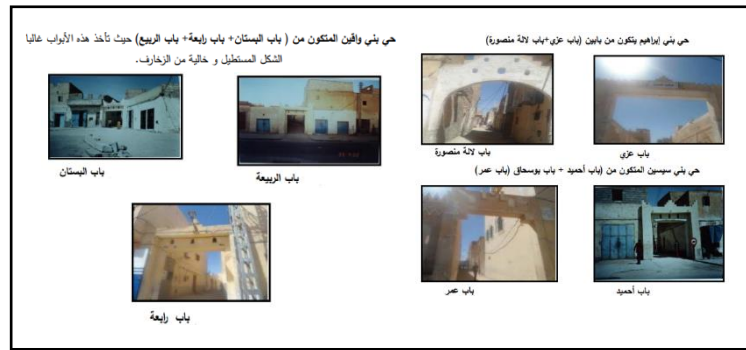 حي بني إبراهيم يتكون من بابين (باب عزي+باب لالة منصورة)
باب عزي
باب لالة منصورة
حي بني سيسين المتكون من (باب أحميد + باب بوسحاق (باب عمر)
باب أحميد
باب عمر
حي بني واقين المتكون من ( باب البستان+ باب رابعة+ باب الربيع) حيث تأخذ هذه الأبواب غالبا
الشكل المستطيل و خالية من الزخارف.
باب الربيعة
باب البستان
باب رابعة